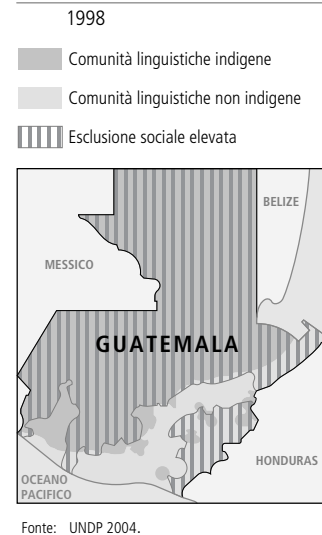 1998
Comunità linguistiche indigene
Comunità linguistiche non indigene
Esclusione sociale elevata
BELIZE
MESSICO
GUATEMALA
HONDURAS
OCEANO
PACIFICO
Fonte: UNDP 2004.